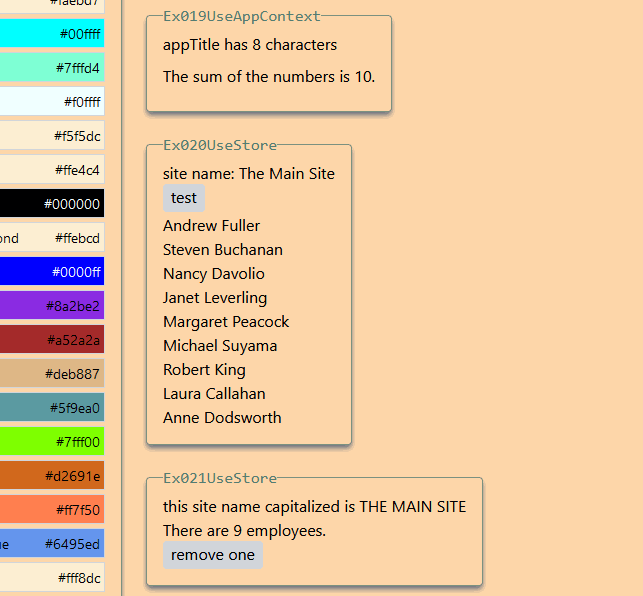 #faebd7
#00ffff
#7fffd4
#f0ffff
#f5f5dc
#ffe4c4
#000000
ond #ffebcd
#0000ff
#8a2be2
#a52a2a
#deb887
#5f9ea0
#7fff00
#d2691e
#ff7f50
ue #6495ed
#fff8dc
Ex019UseAppContext
appTitle has 8 characters
The sum of the numbers is 10.
Ex020UseStore
site name: The Main Site
test
Andrew Fuller
Steven Buchanan
Nancy Davolio
Janet Leverling
Margaret Peacock
Michael Suyama
Robert King
Laura Callahan
Anne Dodsworth
Ex021UseStore
this site name capitalized is THE MAIN SITE
There are 9 employees.
remove one